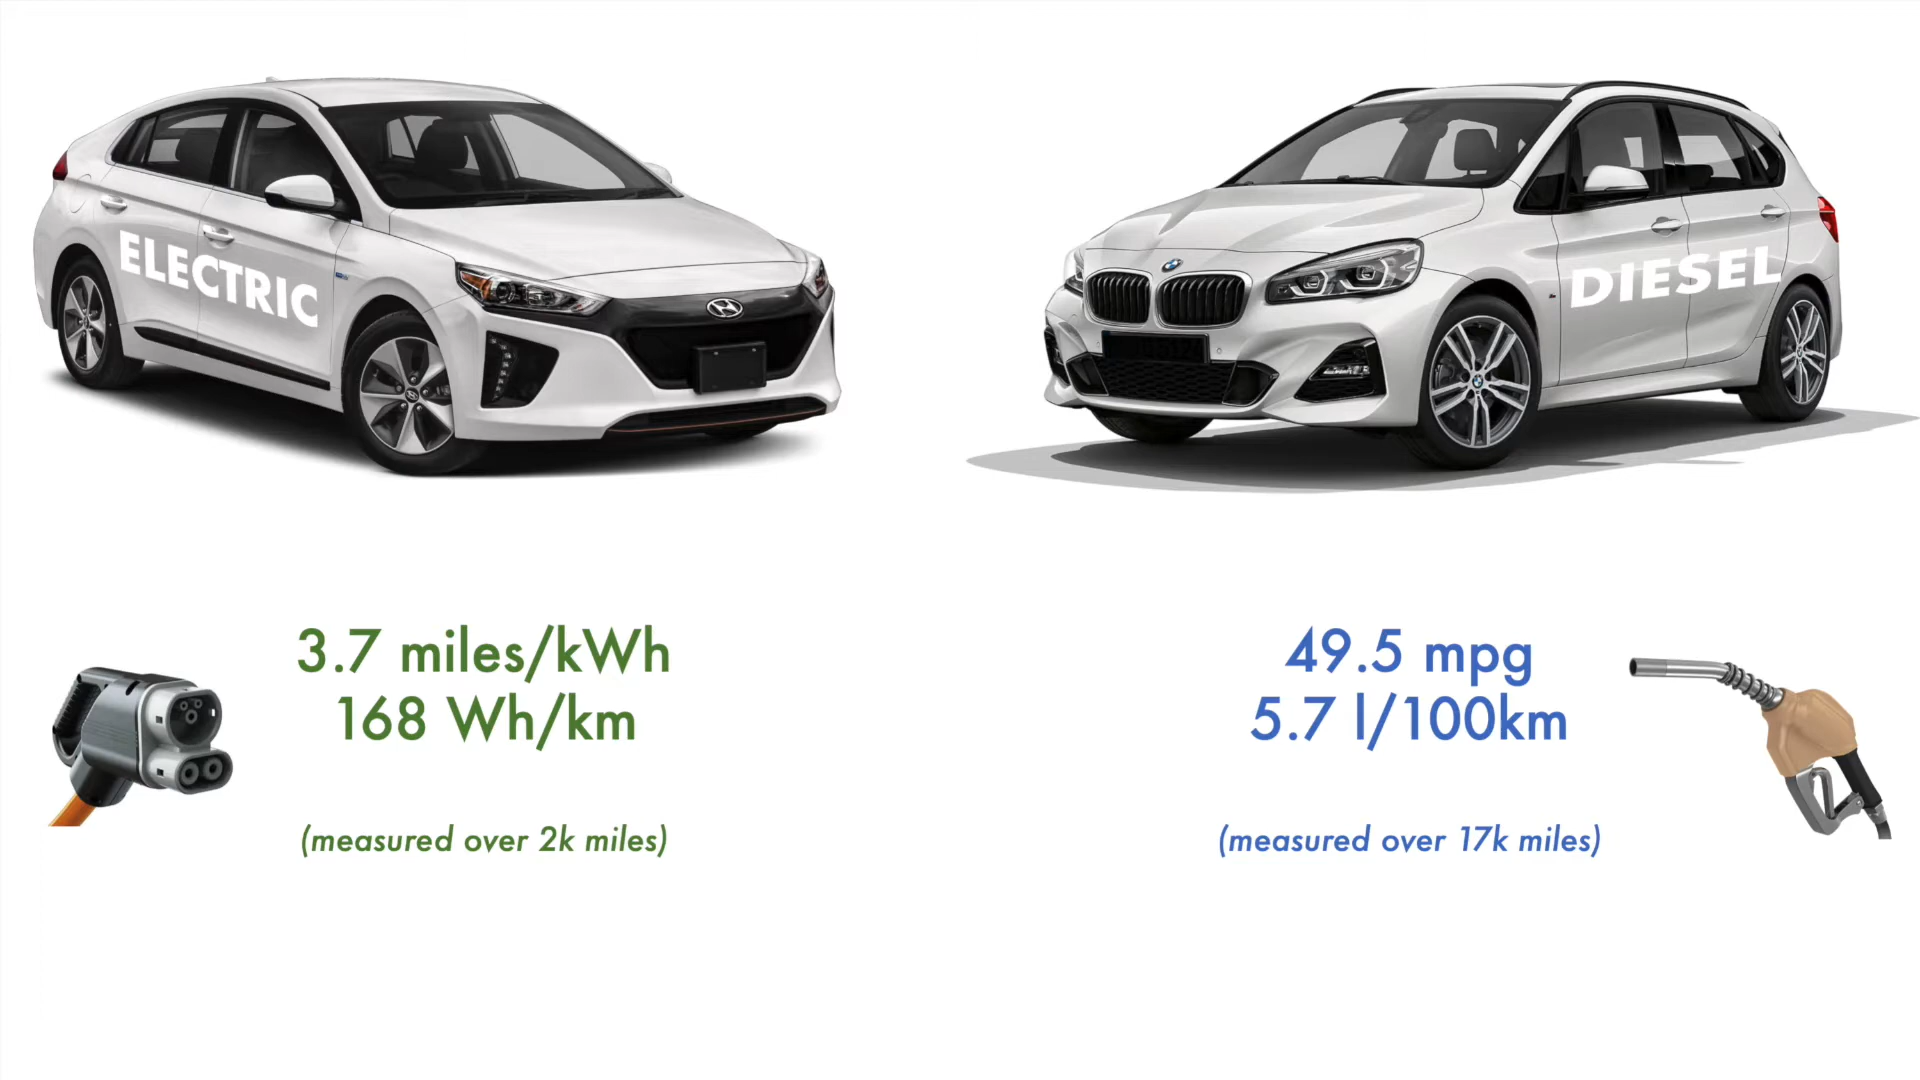 ELECTRIC
DIESEL
3.7 miles/kWh
168 Wh/km
(measured over 2k miles)
49.5 mpg
5.7 l/100km
(measured over 17k miles)